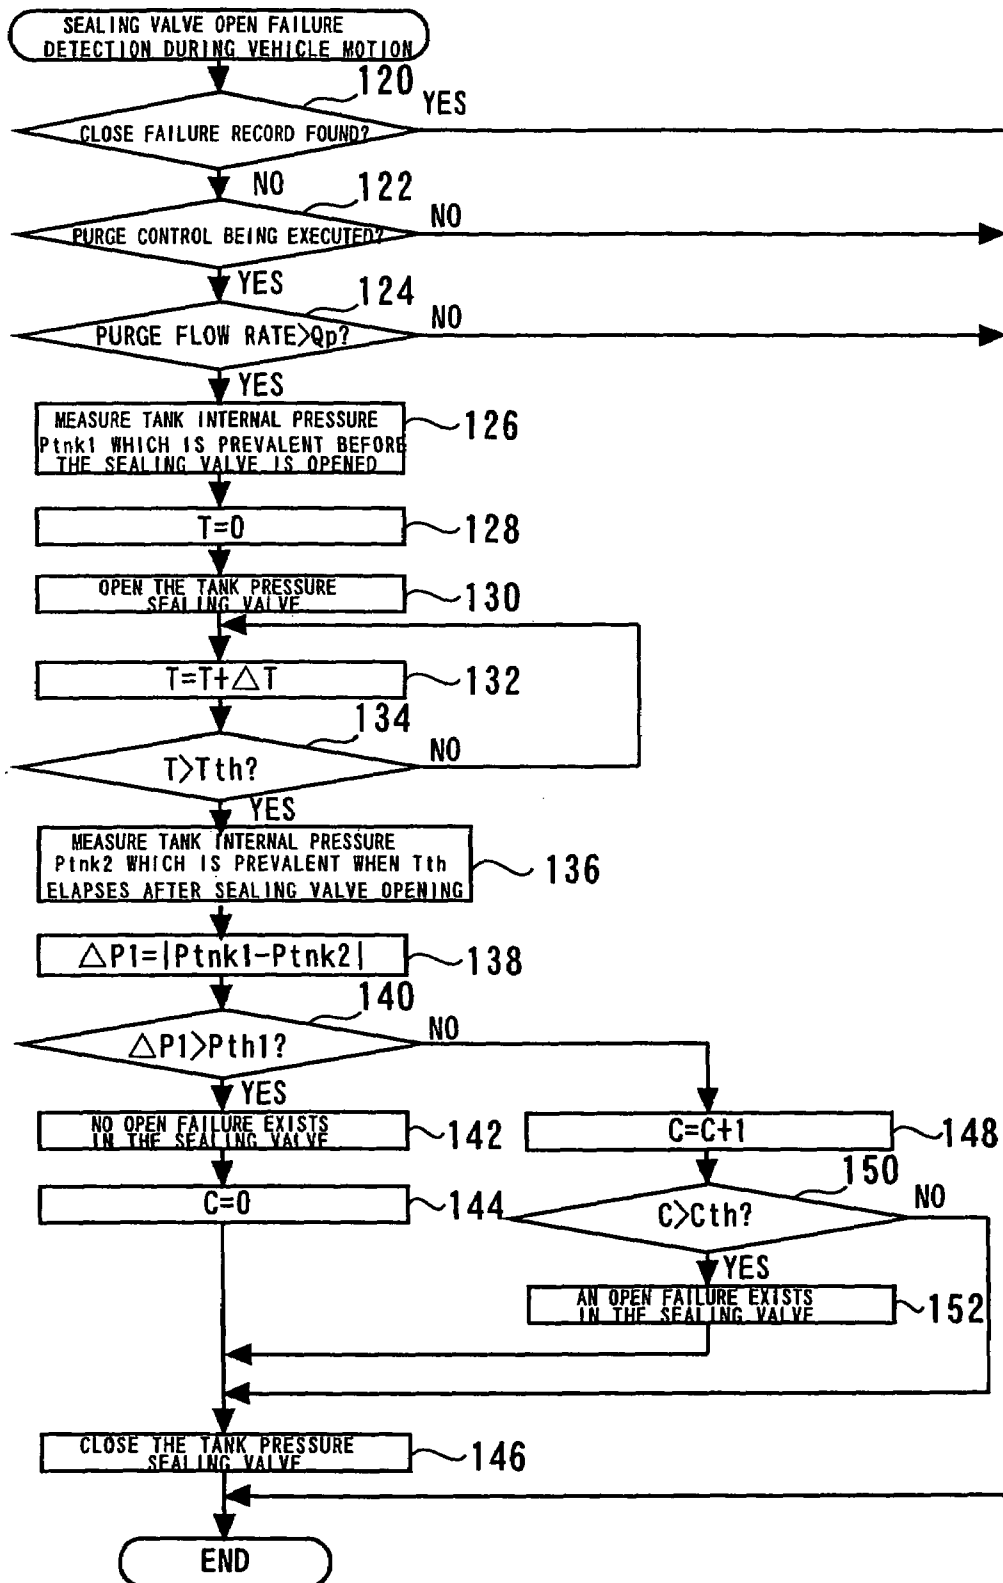 SEALING VALVE OPEN FAILURE
DETECTION DURING VEHICLE MOTION
120
YES
CLOSE FAILURE RECORD FOUND?
NO
122
NO
PURGE CONTROL BEING EXECUTED?
YES
124
NO
PURGE FLOW RATE>Qp?
YES
MEASURE TANK INTERNAL PRESSURE
Ptnk1 WHICH IS PREVALENT BEFORE
THE SEALING VALVE IS OPENED
126
T=0
128
OPEN THE TANK PRESSURE
SEALING VALVE
130
T=T+△T
132
134
NO
T>Tth?
YES
MEASURE TANK INTERNAL PRESSURE
Ptnk2 WHICH IS PREVALENT WHEN Tth
ELAPSES AFTER SEALING VALVE OPENING
136
△P1=|Ptnk1-Ptnk2|
138
140
NO
△P1>Pth1?
YES
NO OPEN FAILURE EXISTS
IN THE SEALING VALVE
142
C=C+1
148
150
C=0
144
C>Cth?
NO
YES
AN OPEN FAILURE EXISTS
IN THE SEALING VALVE
152
CLOSE THE TANK PRESSURE
SEALING VALVE
146
END